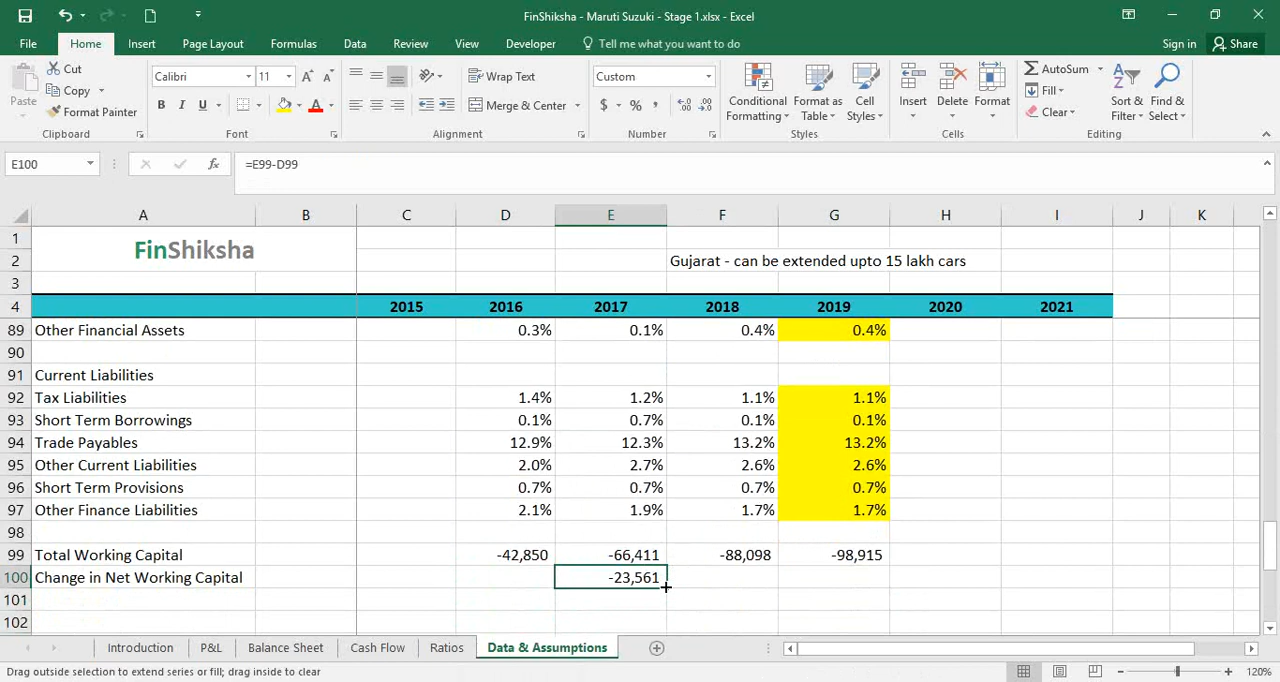 FinShiksha - Maruti Suzuki - Stage 1.xlsx - Excel
File Home Insert Page Layout Formulas Data Review View Developer Tell me what you want to do Sign in Share
Paste
Cut
Copy
Format Painter
Clipboard
Calibri 11
B I U
Font
Wrap Text
Merge & Center
Alignment
Custom
$ % ,
Number
Conditional Formatting
Format as Table
Cell Styles
Styles
Insert
Delete
Format
Cells
AutoSum
Fill
Clear
Sort & Filter
Find & Select
Editing
E100 fx =E99-D99
A B C D E F G H I J K
1 FinShiksha
2 Gujarat - can be extended upto 15 lakh cars
3
4 2015 2016 2017 2018 2019 2020 2021
89 Other Financial Assets 0.3% 0.1% 0.4% 0.4%
90
91 Current Liabilities
92 Tax Liabilities 1.4% 1.2% 1.1% 1.1%
93 Short Term Borrowings 0.1% 0.7% 0.1% 0.1%
94 Trade Payables 12.9% 12.3% 13.2% 13.2%
95 Other Current Liabilities 2.0% 2.7% 2.6% 2.6%
96 Short Term Provisions 0.7% 0.7% 0.7% 0.7%
97 Other Finance Liabilities 2.1% 1.9% 1.7% 1.7%
98
99 Total Working Capital -42,850 -66,411 -88,098 -98,915
100 Change in Net Working Capital -23,561
101
102
Introduction P&L Balance Sheet Cash Flow Ratios Data & Assumptions
Drag outside selection to extend series or fill; drag inside to clear 120%